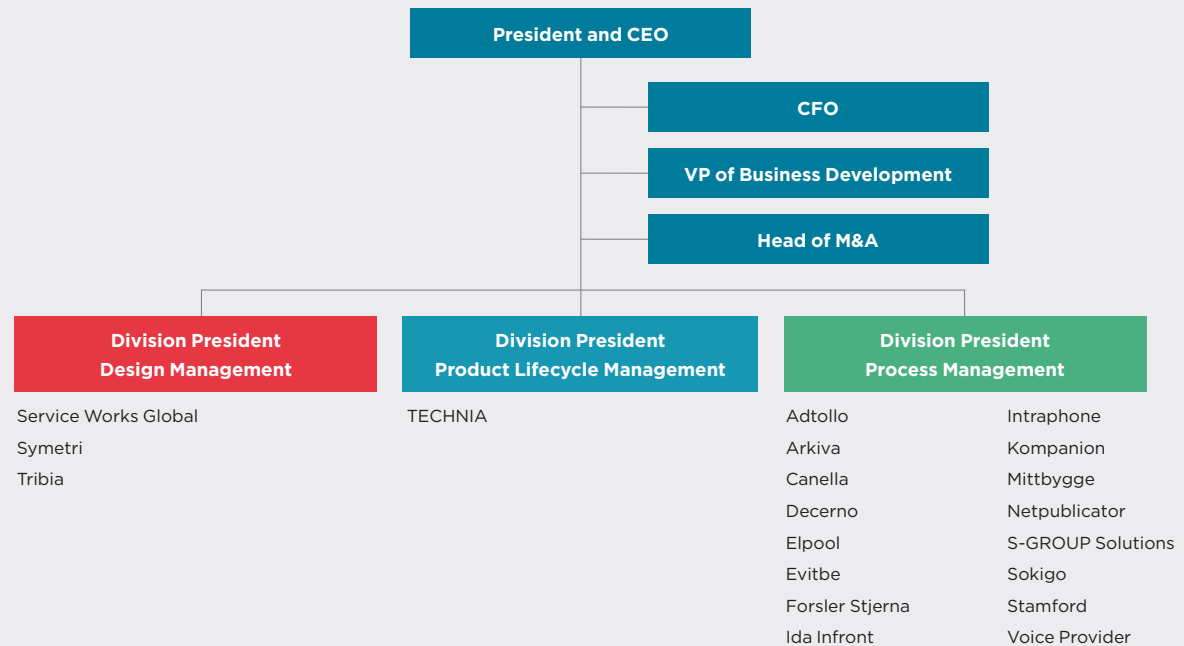 President and CEO
CFO
VP of Business Development
Head of M&A
Division President
Design Management
Service Works Global
Symetri
Tribia
Division President
Product Lifecycle Management
TECHNIA
Division President
Process Management
Adtollo
Arkiva
Canella
Decerno
Elpool
Evitbe
Forsler Stjerna
Ida Infront
Intraphone
Kompanion
Mittbygge
Netpublicator
S-GROUP Solutions
Sokigo
Stamford
Voice Provider